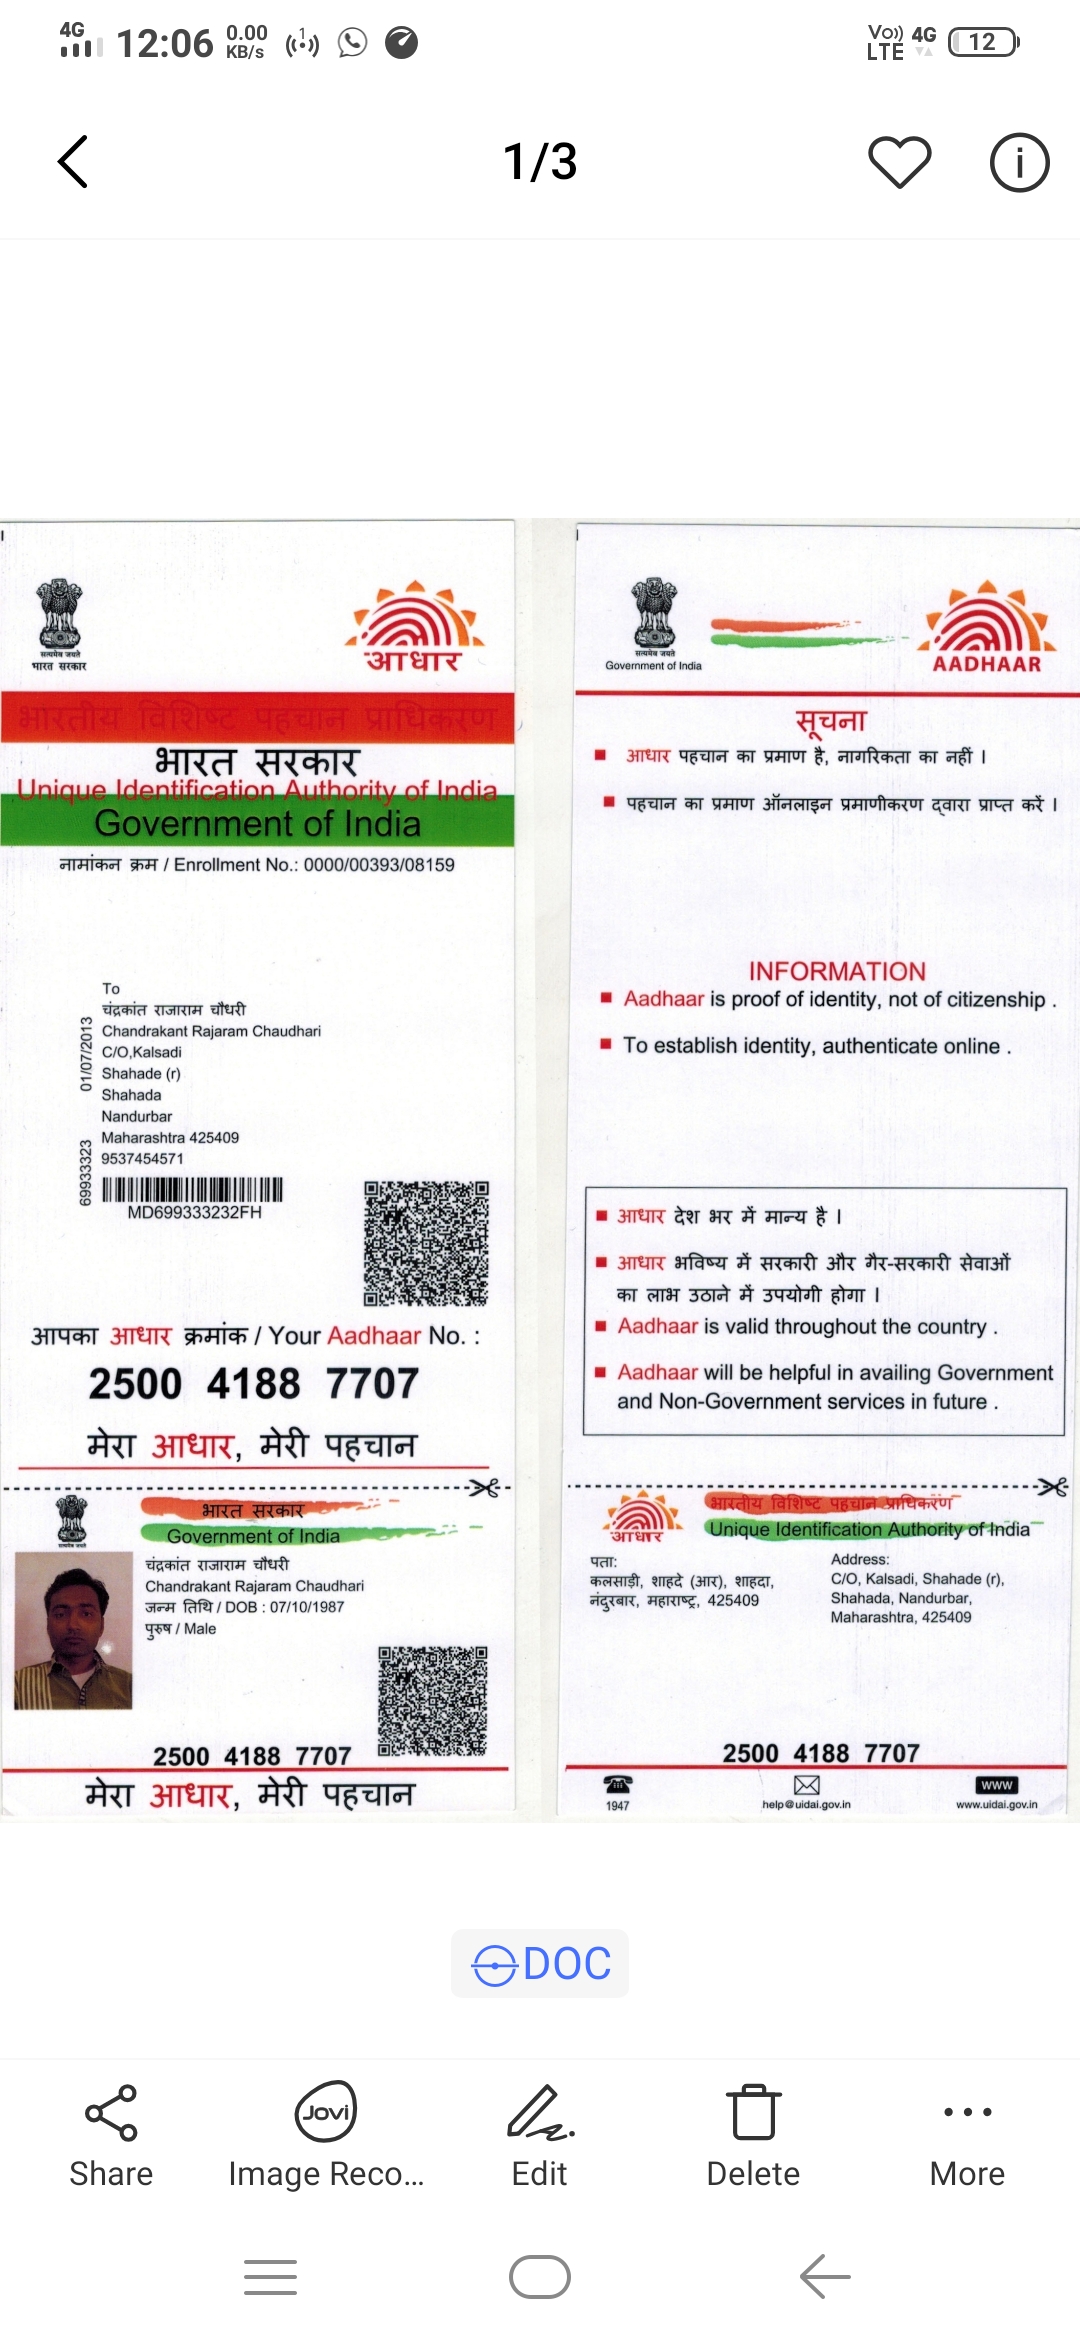 4G
12:06
0.00
KB/s
Vo))
LTE
4G
12
1/3
सत्यमेव जयते
भारत सरकार
आधार
भारतीय विशिष्ट पहचान प्राधिकरण
भारत सरकार
Unique Identification Authority of India
Government of India
नामांकन क्रम / Enrollment No.: 0000/00393/08159
To
चंद्रकांत राजाराम चौधरी
Chandrakant Rajaram Chaudhari
C/O,Kalsadi
Shahade (r)
Shahada
Nandurbar
Maharashtra 425409
9537454571
01/07/2013
69933323
MD699333232FH
आपका आधार क्रमांक / Your Aadhaar No. :
2500 4188 7707
मेरा आधार, मेरी पहचान
भारत सरकार
Government of India
सत्यमेव जयते
चंद्रकांत राजाराम चौधरी
Chandrakant Rajaram Chaudhari
जन्म तिथि / DOB : 07/10/1987
पुरुष / Male
2500 4188 7707
मेरा आधार, मेरी पहचान
सत्यमेव जयते
Government of India
AADHAAR
सूचना
आधार पहचान का प्रमाण है, नागरिकता का नहीं ।
पहचान का प्रमाण ऑनलाइन प्रमाणीकरण द्वारा प्राप्त करें ।
INFORMATION
Aadhaar is proof of identity, not of citizenship .
To establish identity, authenticate online .
आधार देश भर में मान्य है ।
आधार भविष्य में सरकारी और गैर-सरकारी सेवाओं
का लाभ उठाने में उपयोगी होगा ।
Aadhaar is valid throughout the country .
Aadhaar will be helpful in availing Government
and Non-Government services in future .
आधार
भारतीय विशिष्ट पहचान प्राधिकरण
Unique Identification Authority of India
पता:
कलसाड़ी, शाहदे (आर), शाहदा,
नंदुरबार, महाराष्ट्र, 425409
Address:
C/O, Kalsadi, Shahade (r),
Shahada, Nandurbar,
Maharashtra, 425409
2500 4188 7707
1947
help@uidai.gov.in
www
www.uidai.gov.in
DOC
Share
Jovi
Image Reco...
Edit
Delete
More